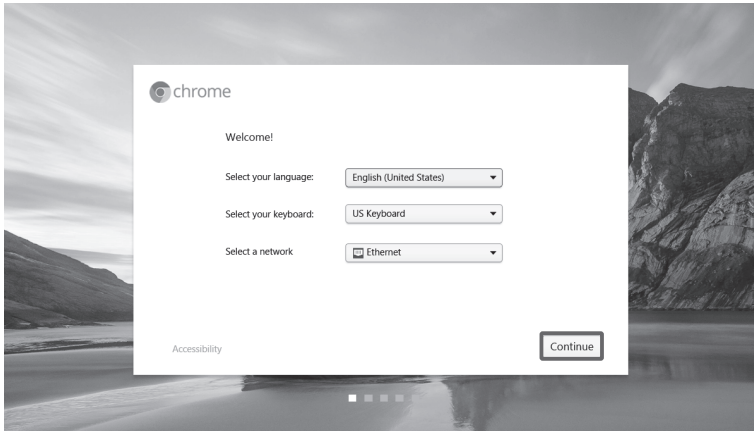 chrome
Welcome!
Select your language: English (United States)
Select your keyboard: US Keyboard
Select a network Ethernet
Accessibility Continue